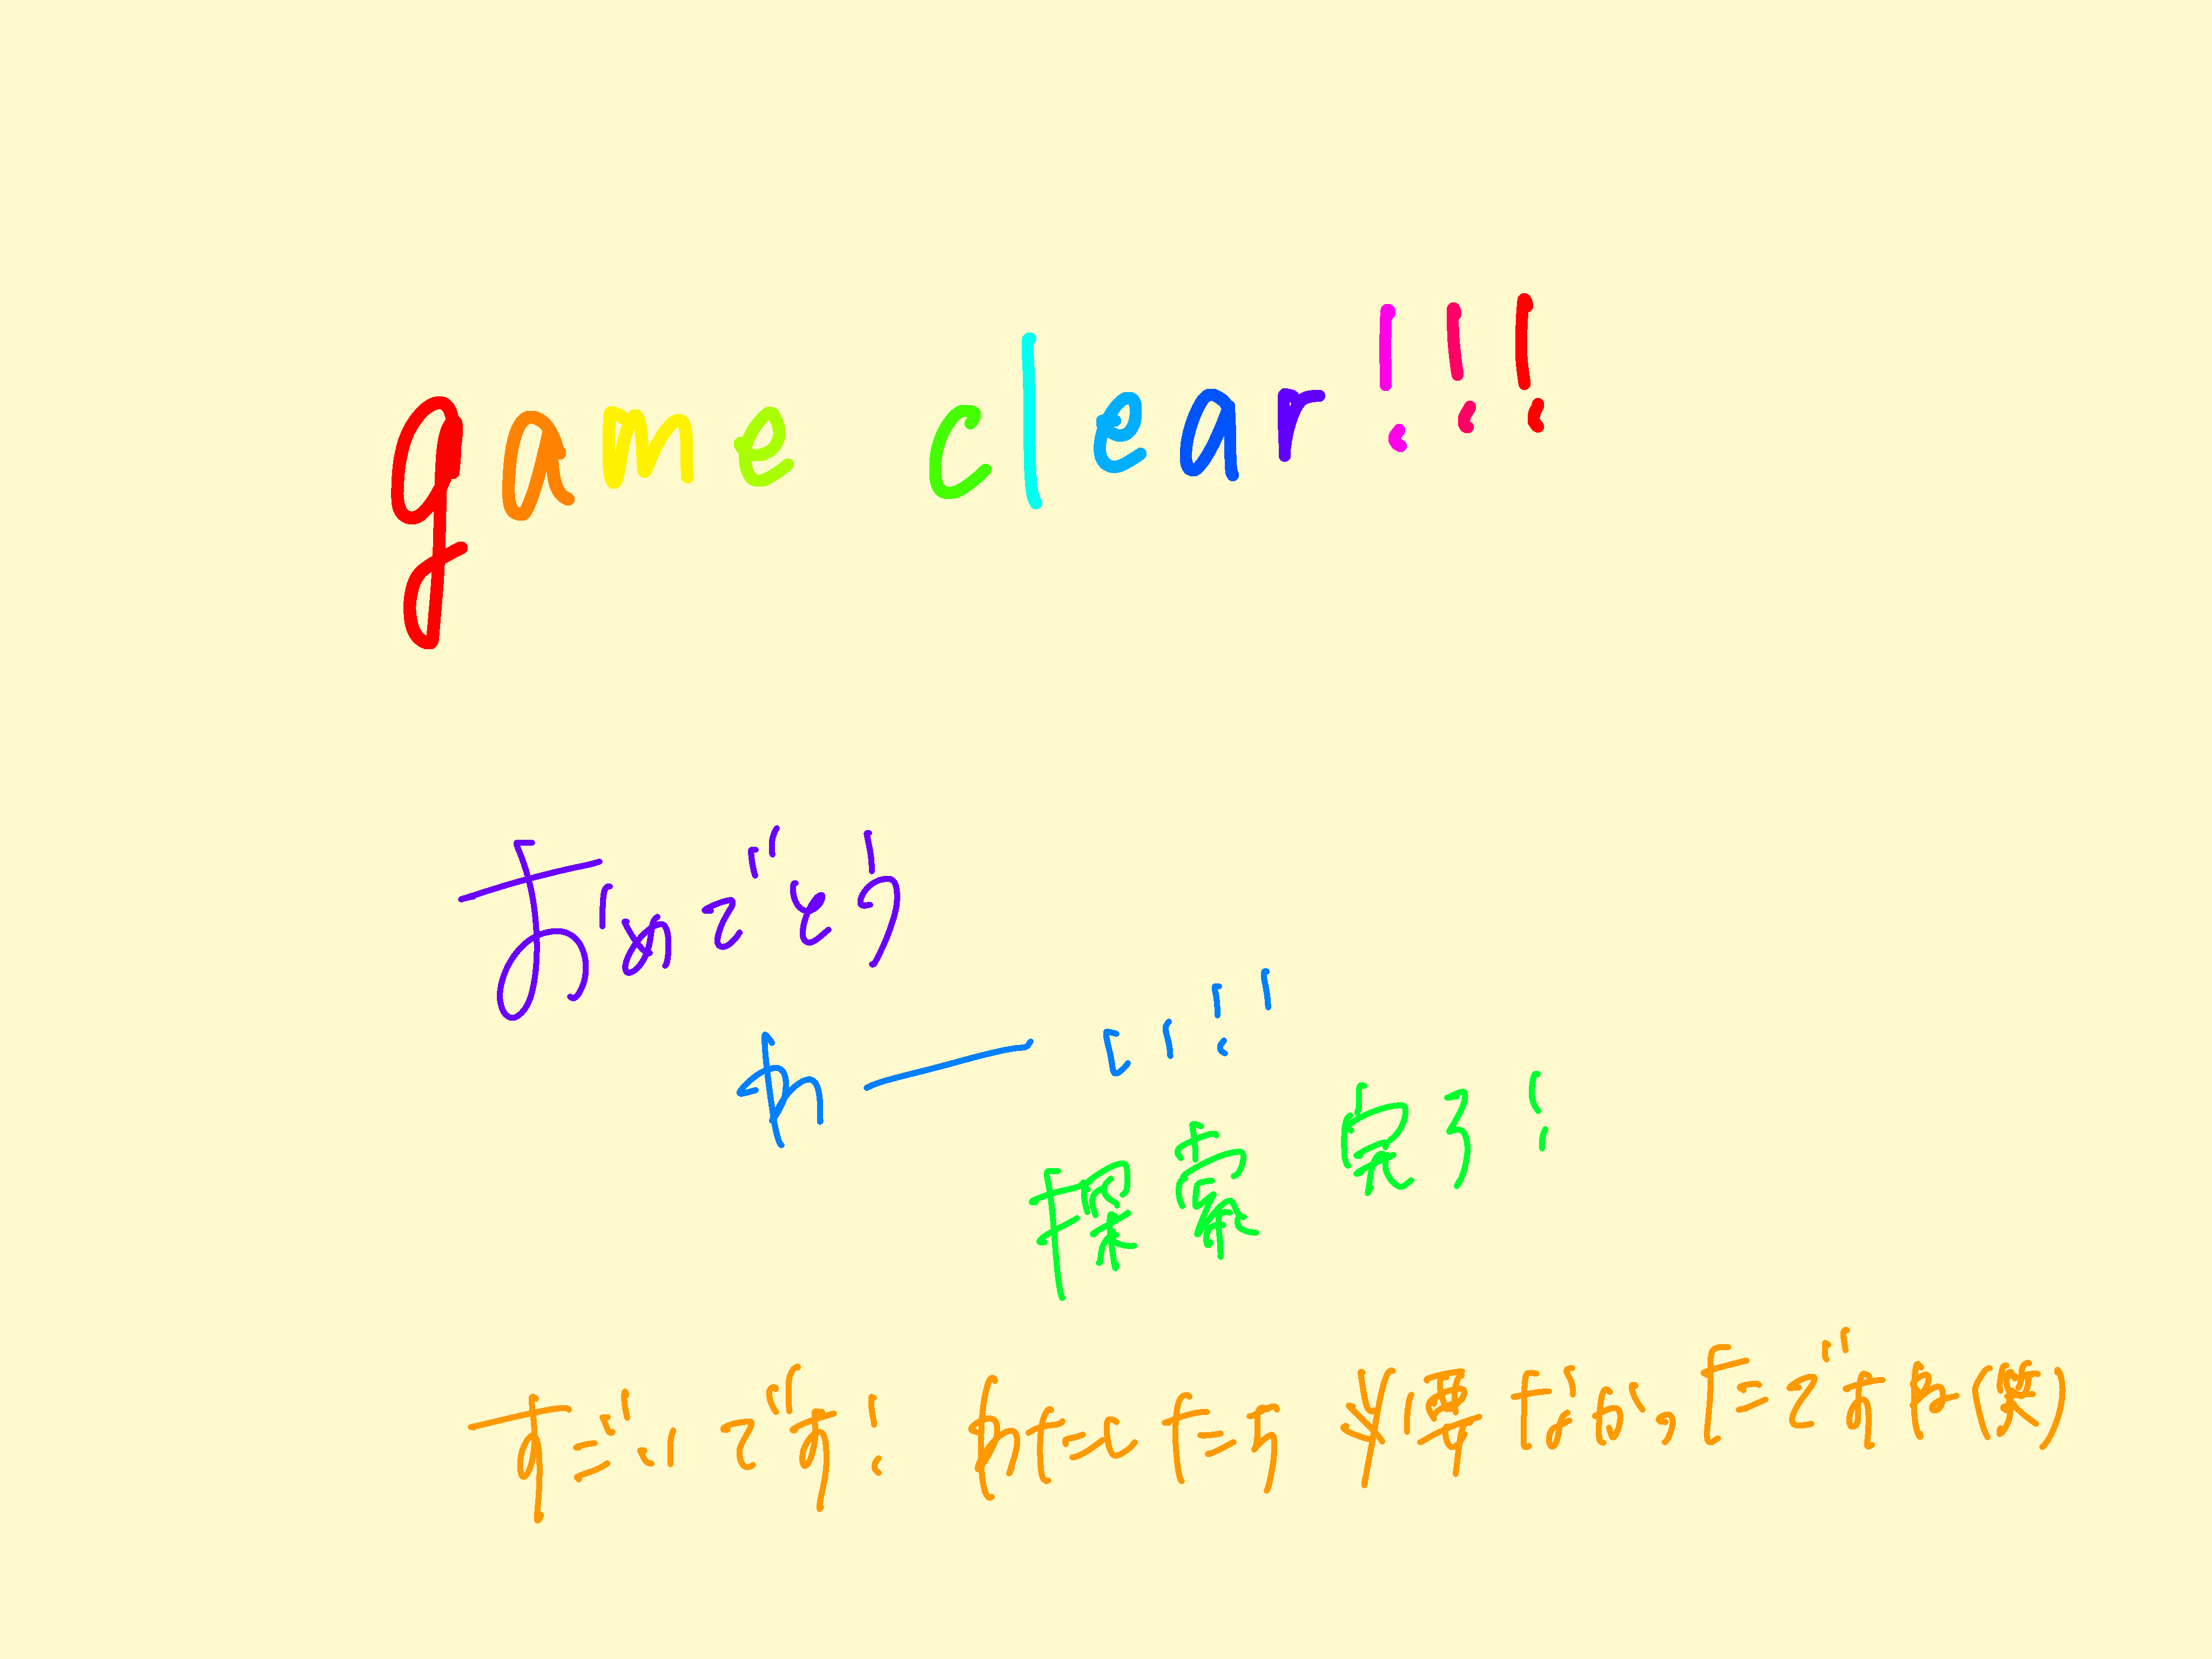 game clear!!!
おめでとう
わーい!!
探索 完了!
すごいです! わたしたち 必要なかったですね(笑)